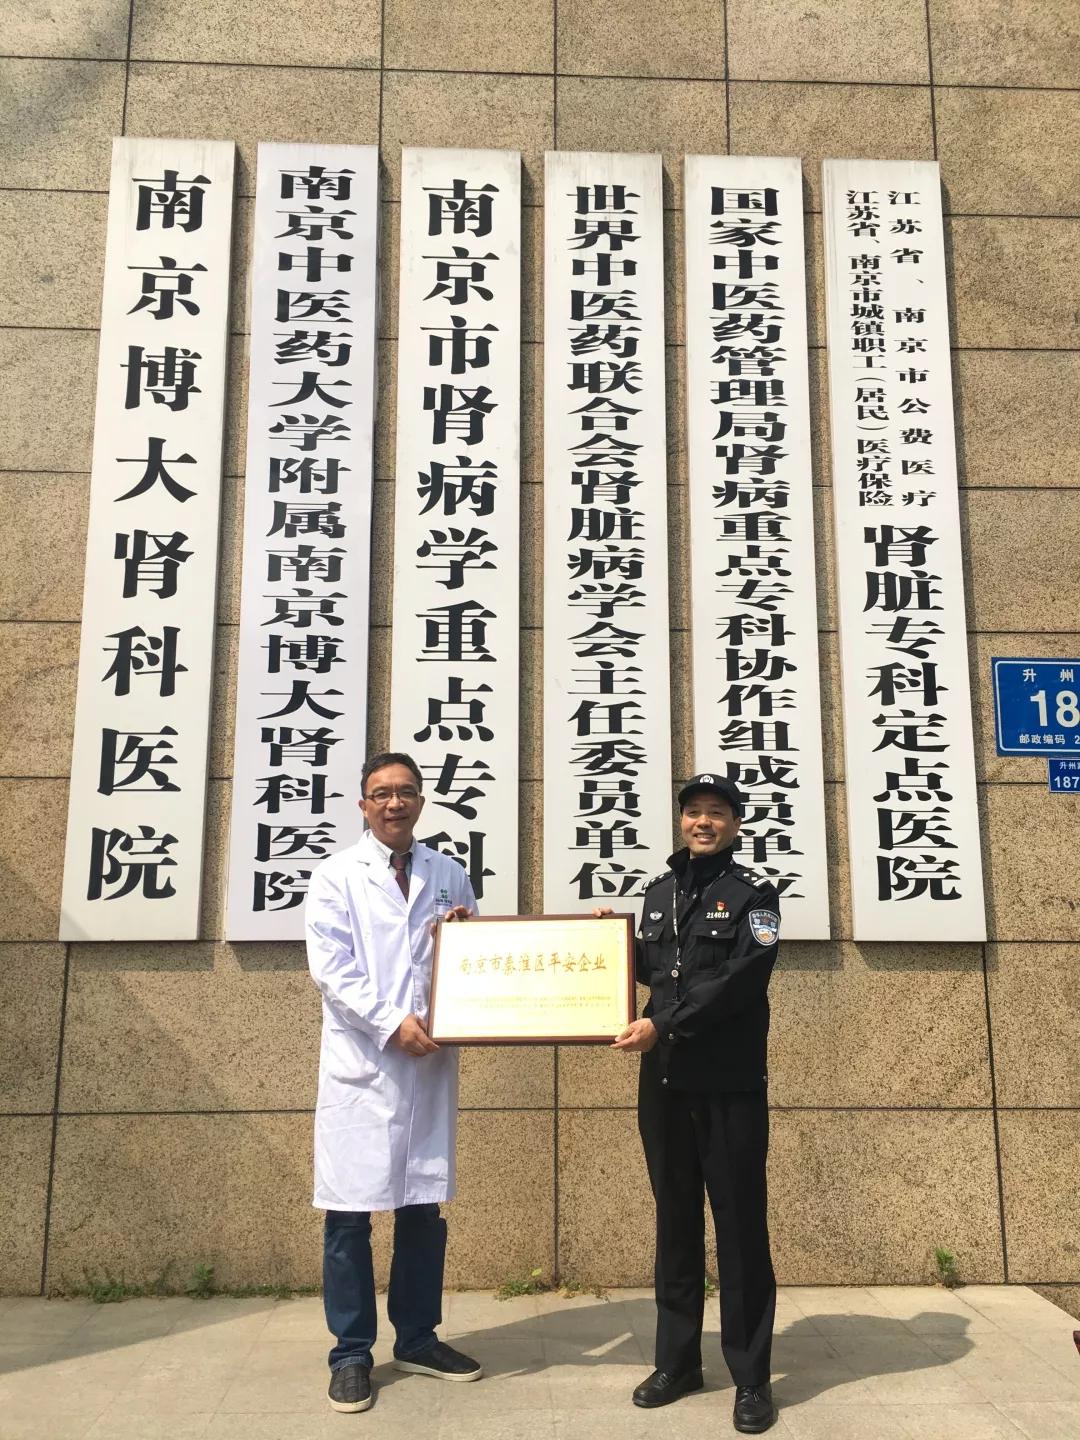 南京博大肾科医院
南京中医药大学附属南京博大肾科医院
南京市肾病学重点专科
世界中医药联合会肾脏病学会主任委员单位
国家中医药管理局肾病重点专科协作组成员单位
江苏省、南京市公费医疗
江苏省、南京市城镇职工（居民）医疗保险
肾脏专科定点医院
升州
18
邮政编码 2
升州
187
南京市秦淮区平安企业
214618